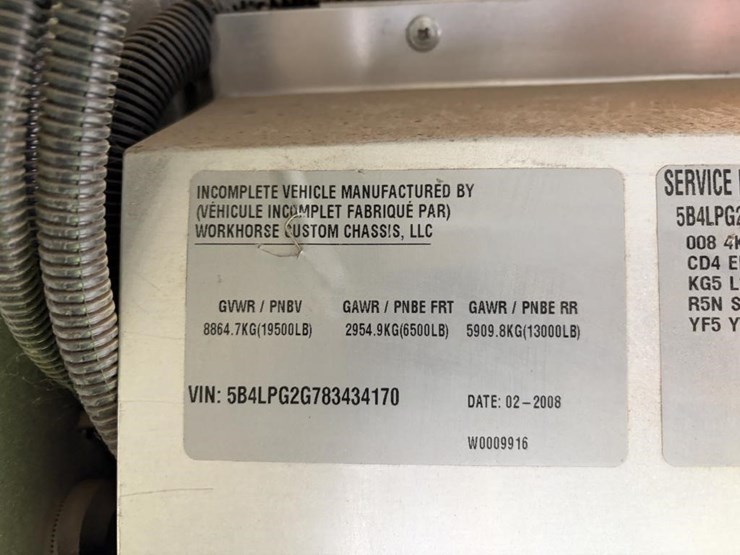 INCOMPLETE VEHICLE MANUFACTURED BY
(VÉHICULE INCOMPLET FABRIQUÉ PAR)
WORKHORSE CUSTOM CHASSIS, LLC
GVWR / PNBV GAWR / PNBE FRT GAWR / PNBE RR
8864.7KG(19500LB) 2954.9KG(6500LB) 5909.8KG(13000LB)
VIN: 5B4LPG2G783434170
DATE: 02-2008
W0009916
SERVICE
5B4LPG2
008 4K
CD4 E
KG5 L
R5N S
YF5 Y